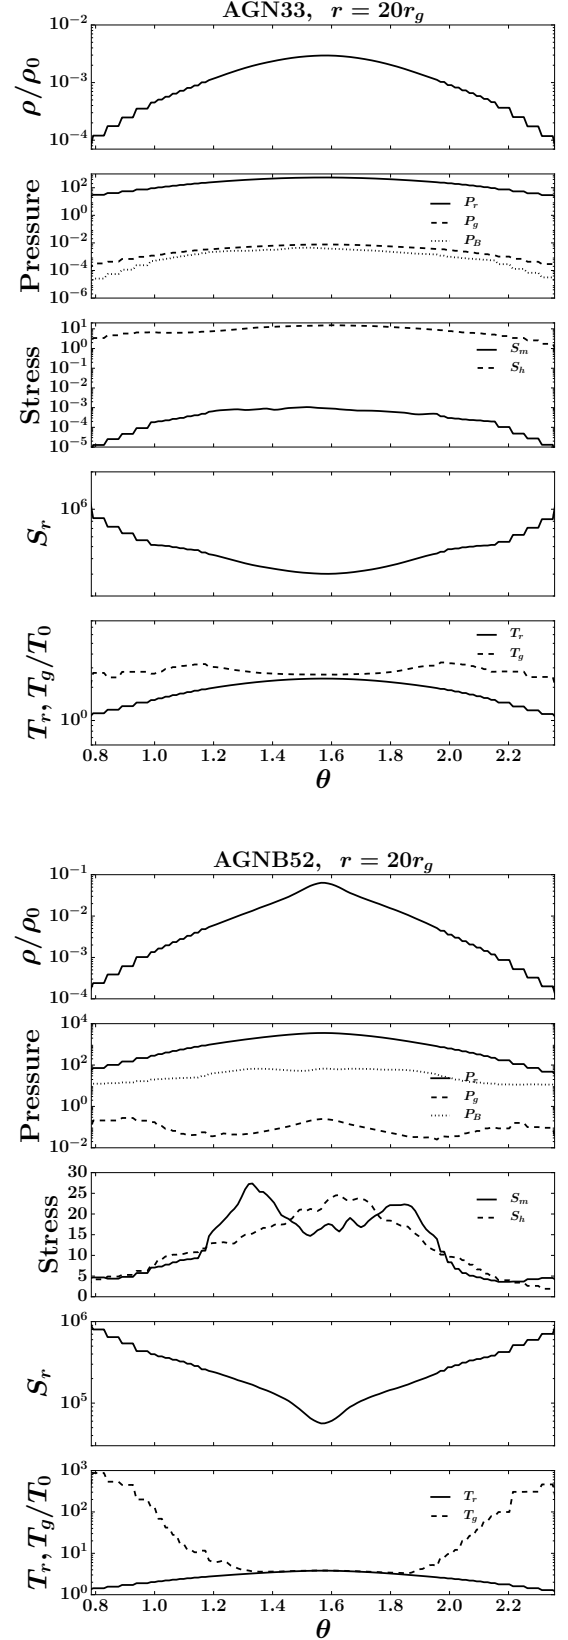 AGN33, r = 20r_g
10^{-2}
10^{-3}
10^{-4}
ρ/ρ_0
10^2
10^0
10^{-2}
10^{-4}
10^{-6}
Pressure
P_r
P_g
P_B
10^1
10^0
10^{-1}
10^{-2}
10^{-3}
10^{-4}
10^{-5}
Stress
S_m
S_h
10^6
S_r
10^0
T_r, T_g/T_0
T_r
T_g
0.8 1.0 1.2 1.4 1.6 1.8 2.0 2.2
θ
AGNB52, r = 20r_g
10^{-1}
10^{-2}
10^{-3}
10^{-4}
ρ/ρ_0
10^4
10^2
10^0
10^{-2}
Pressure
P_r
P_g
P_B
30
25
20
15
10
5
0
Stress
S_m
S_h
10^6
10^5
S_r
10^3
10^2
10^1
10^0
T_r, T_g/T_0
T_r
T_g
0.8 1.0 1.2 1.4 1.6 1.8 2.0 2.2
θ